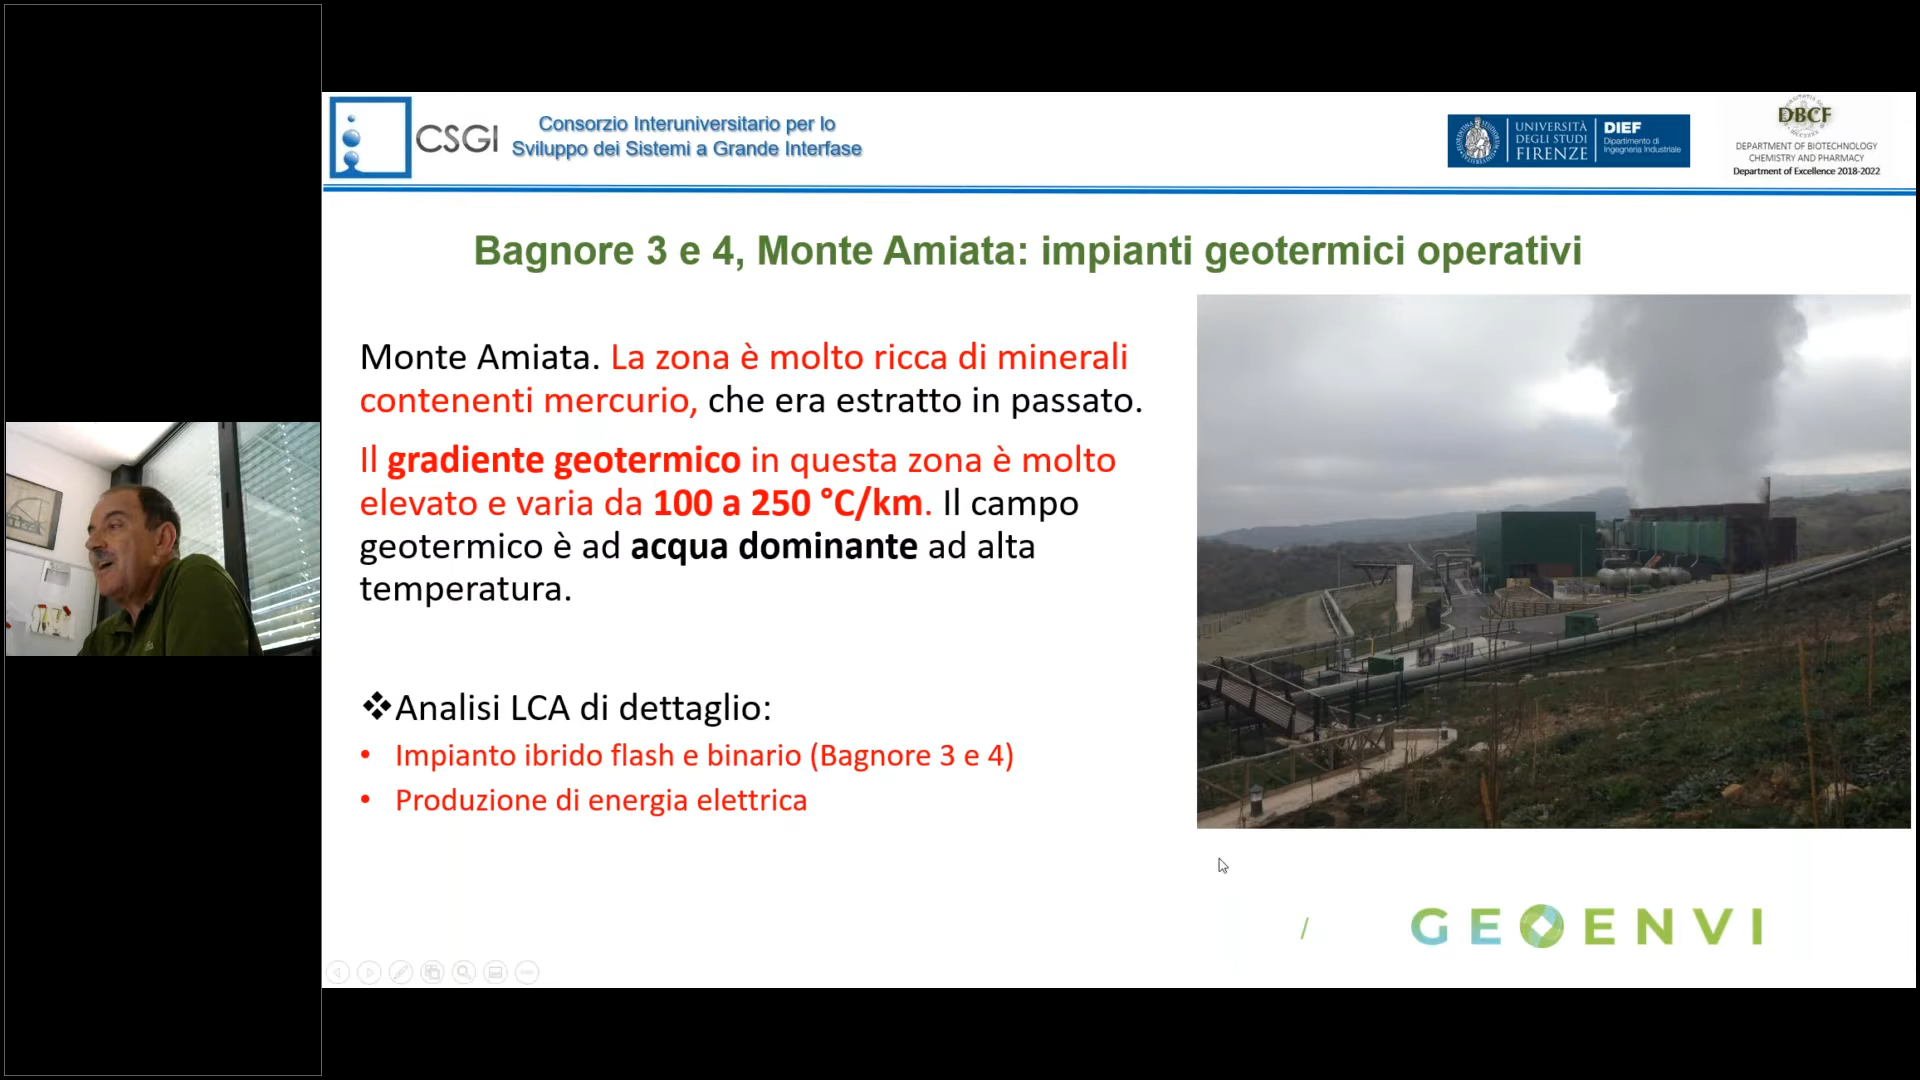 CSGI
Consorzio Interuniversitario per lo
Sviluppo dei Sistemi a Grande Interfase
UNIVERSITÀ
DEGLI STUDI
FIRENZE
DIEF
Dipartimento di
Ingegneria Industriale
DBCF
DEPARTMENT OF BIOTECHNOLOGY
CHEMISTRY AND PHARMACY
Department of Excellence 2018-2022
Bagnore 3 e 4, Monte Amiata: impianti geotermici operativi
Monte Amiata. La zona è molto ricca di minerali
contenenti mercurio, che era estratto in passato.
Il gradiente geotermico in questa zona è molto
elevato e varia da 100 a 250 °C/km. Il campo
geotermico è ad acqua dominante ad alta
temperatura.
❖Analisi LCA di dettaglio:
• Impianto ibrido flash e binario (Bagnore 3 e 4)
• Produzione di energia elettrica
/
GEOENVI